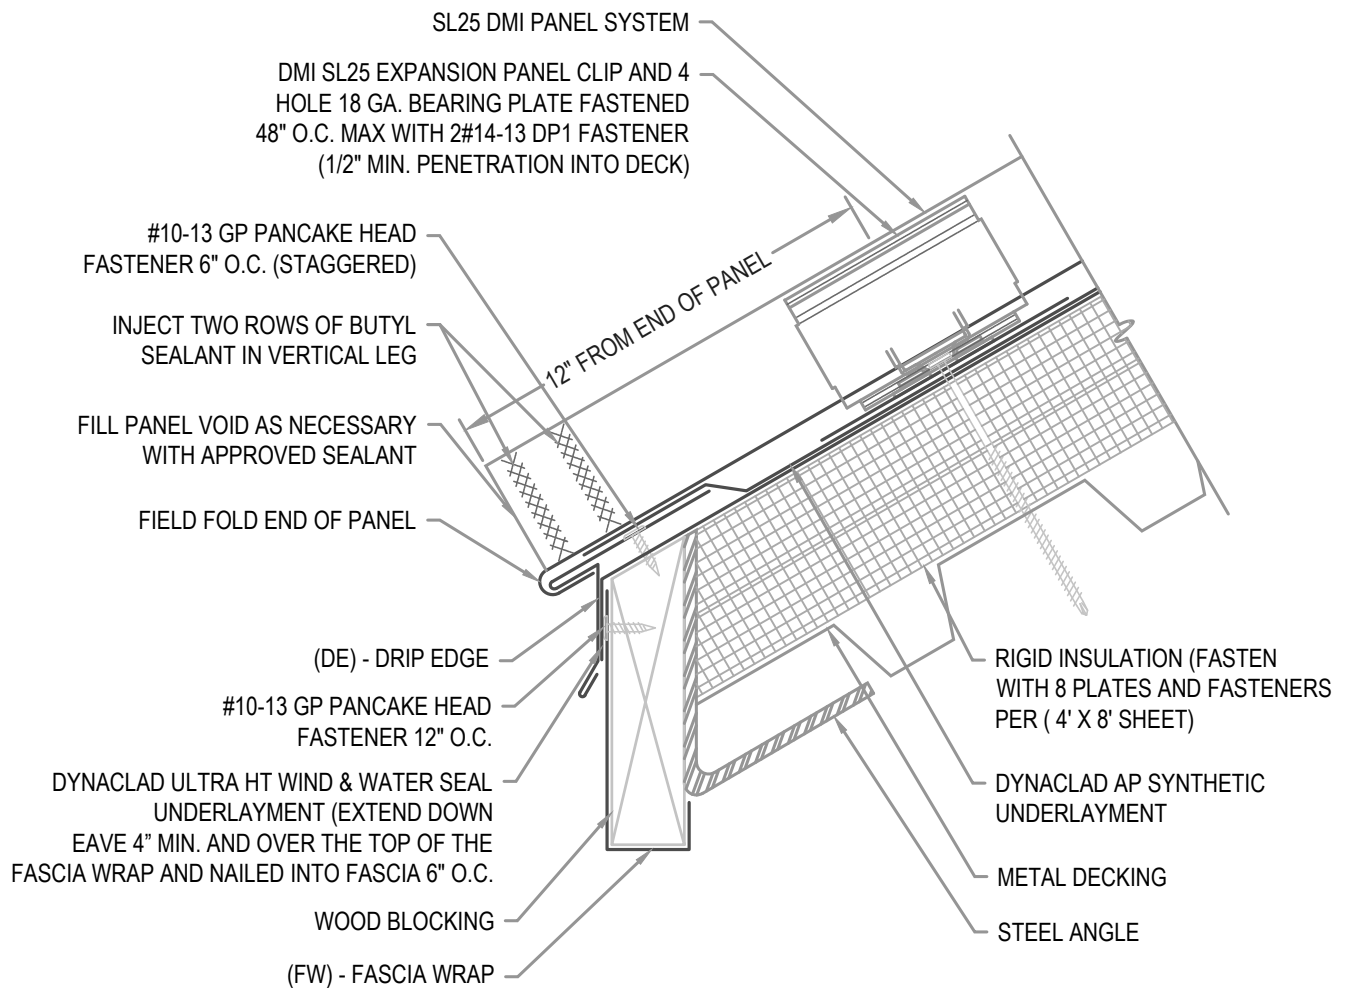 SL25 DMI PANEL SYSTEM
DMI SL25 EXPANSION PANEL CLIP AND 4
HOLE 18 GA. BEARING PLATE FASTENED
48" O.C. MAX WITH 2#14-13 DP1 FASTENER
(1/2" MIN. PENETRATION INTO DECK)
#10-13 GP PANCAKE HEAD
FASTENER 6" O.C. (STAGGERED)
INJECT TWO ROWS OF BUTYL
SEALANT IN VERTICAL LEG
FILL PANEL VOID AS NECESSARY
WITH APPROVED SEALANT
FIELD FOLD END OF PANEL
12" FROM END OF PANEL
(DE) - DRIP EDGE
#10-13 GP PANCAKE HEAD
FASTENER 12" O.C.
DYNACLAD ULTRA HT WIND & WATER SEAL
UNDERLAYMENT (EXTEND DOWN
EAVE 4” MIN. AND OVER THE TOP OF THE
FASCIA WRAP AND NAILED INTO FASCIA 6" O.C.
WOOD BLOCKING
(FW) - FASCIA WRAP
RIGID INSULATION (FASTEN
WITH 8 PLATES AND FASTENERS
PER ( 4' X 8' SHEET)
DYNACLAD AP SYNTHETIC
UNDERLAYMENT
METAL DECKING
STEEL ANGLE